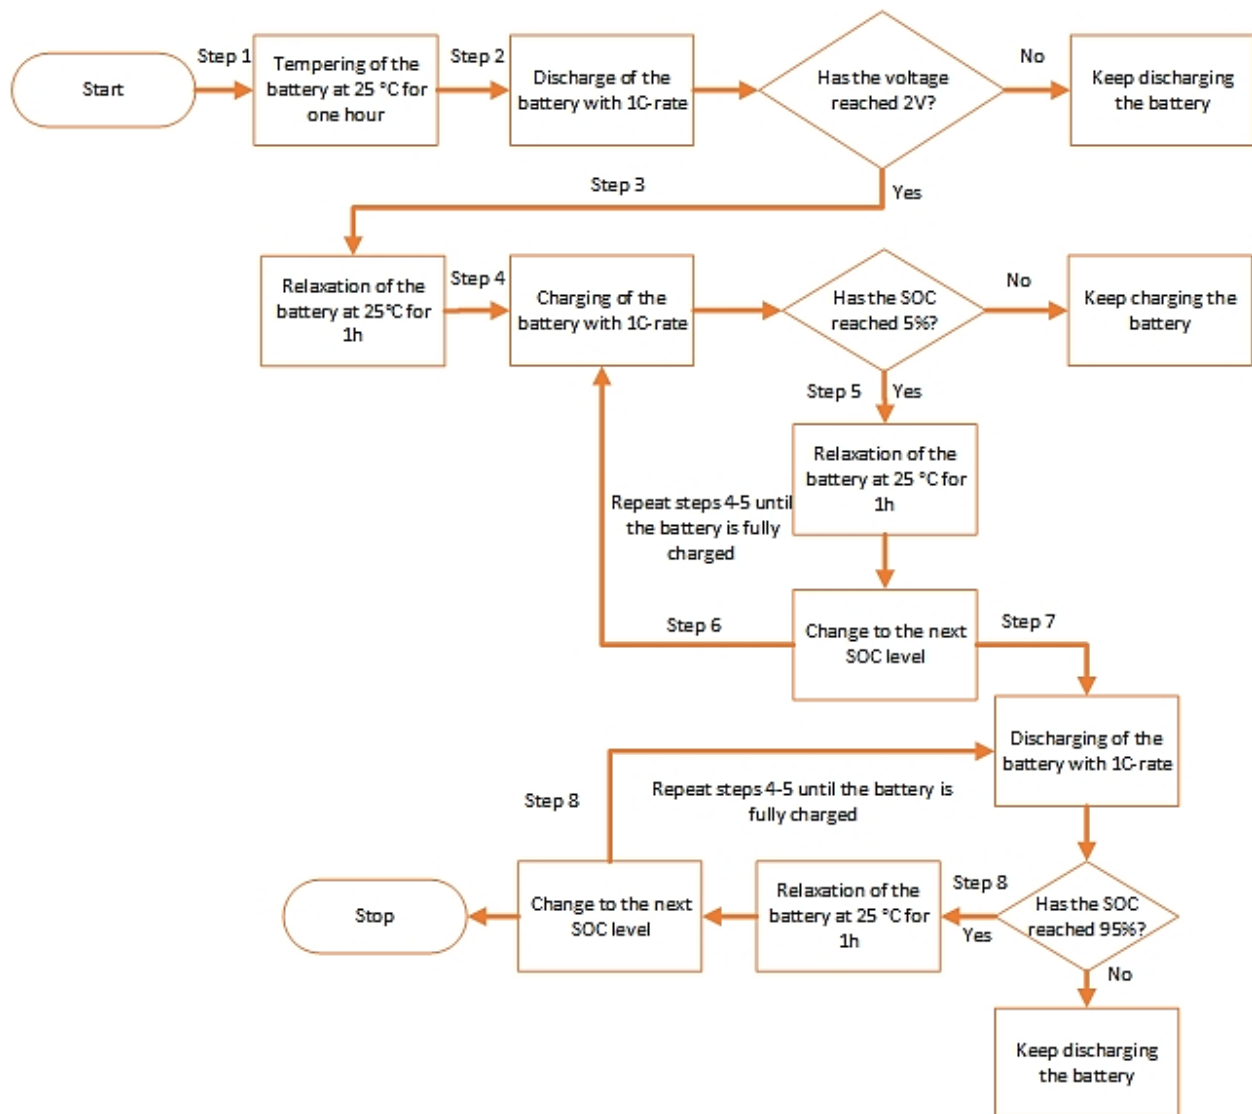 Start
Step 1
Tempering of the
battery at 25 °C for
one hour
Step 2
Discharge of the
battery with 1C-rate
Has the voltage
reached 2V?
No
Keep discharging
the battery
Yes
Step 3
Relaxation of the
battery at 25°C for
1h
Step 4
Charging of the
battery with 1C-rate
Has the SOC
reached 5%?
No
Keep charging the
battery
Step 5
Yes
Relaxation of the
battery at 25 °C for
1h
Repeat steps 4-5 until
the battery is fully
charged
Step 6
Change to the next
SOC level
Step 7
Discharging of the
battery with 1C-rate
Step 8
Repeat steps 4-5 until the battery is
fully charged
Stop
Change to the next
SOC level
Relaxation of the
battery at 25 °C for
1h
Step 8
Yes
Has the SOC
reached 95%?
No
Keep discharging
the battery